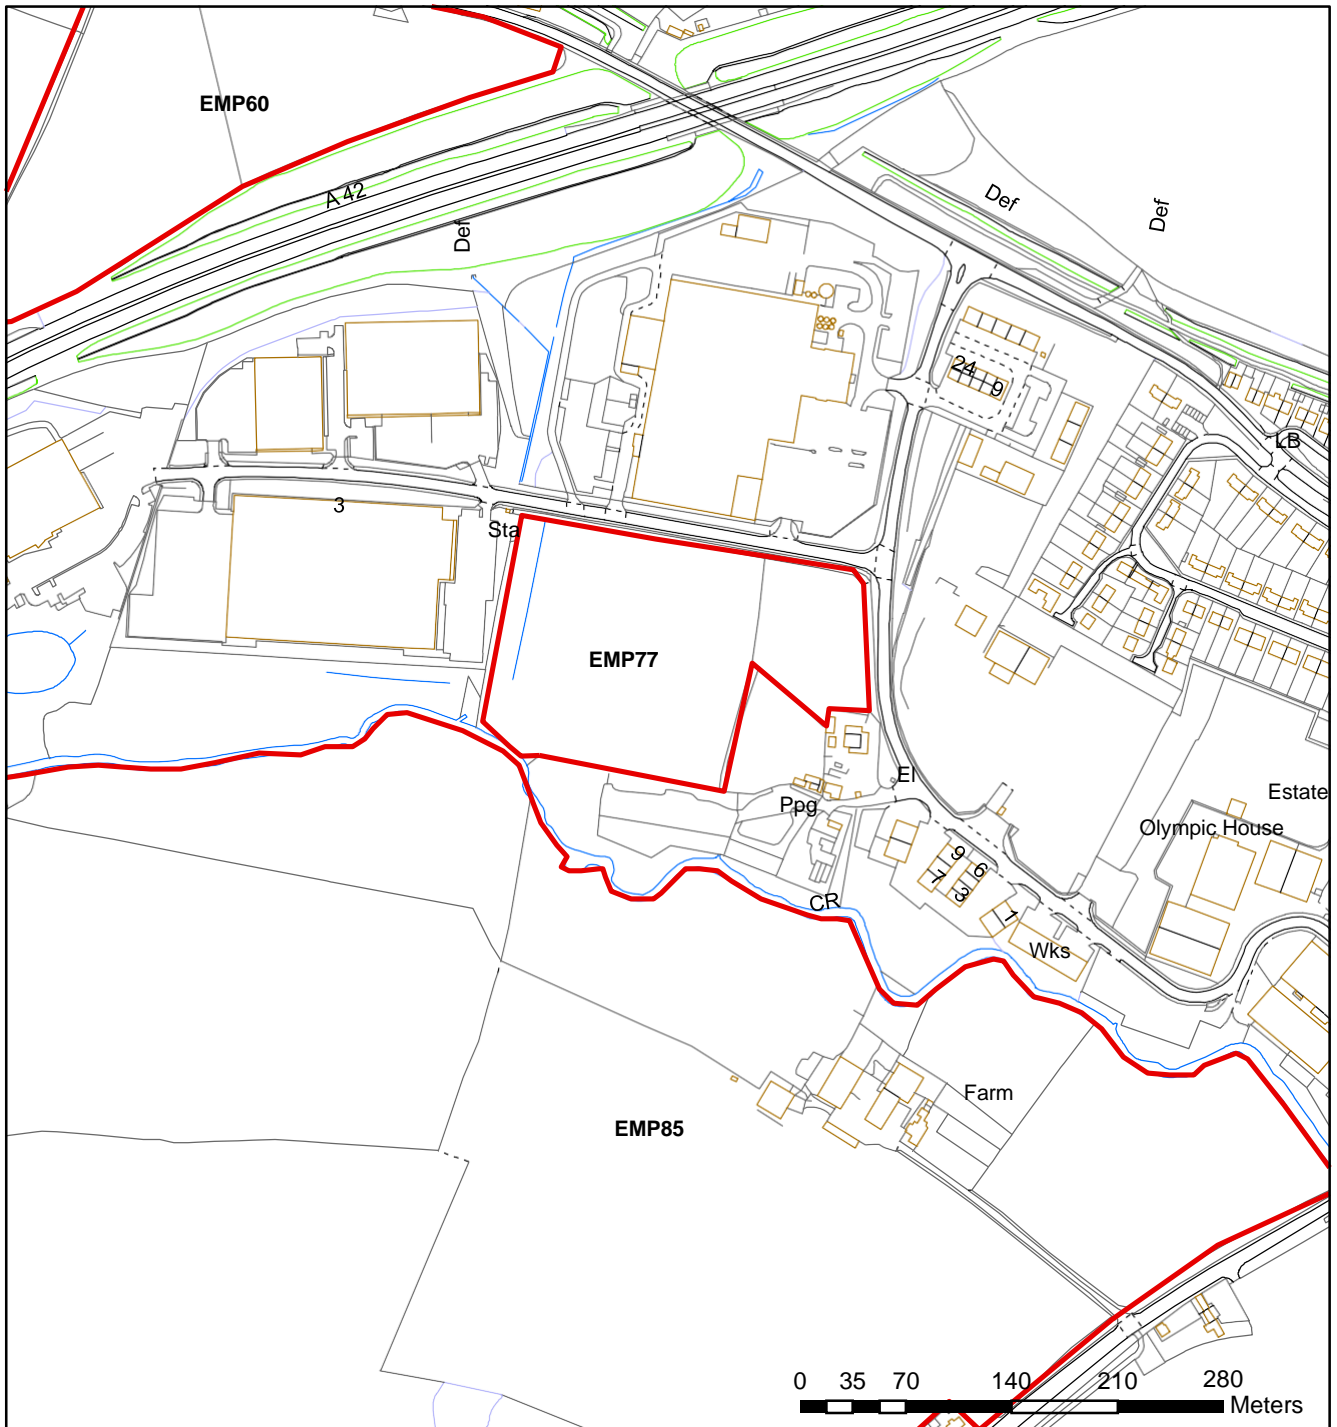 EMP60
A 42
Def
Def
Def
24
9
LB
3
Sta
EMP77
El
Ppg
Estate
Olympic House
9
7
6
3
1
CR
Wks
Farm
EMP85
0 35 70 140 210 280
Meters